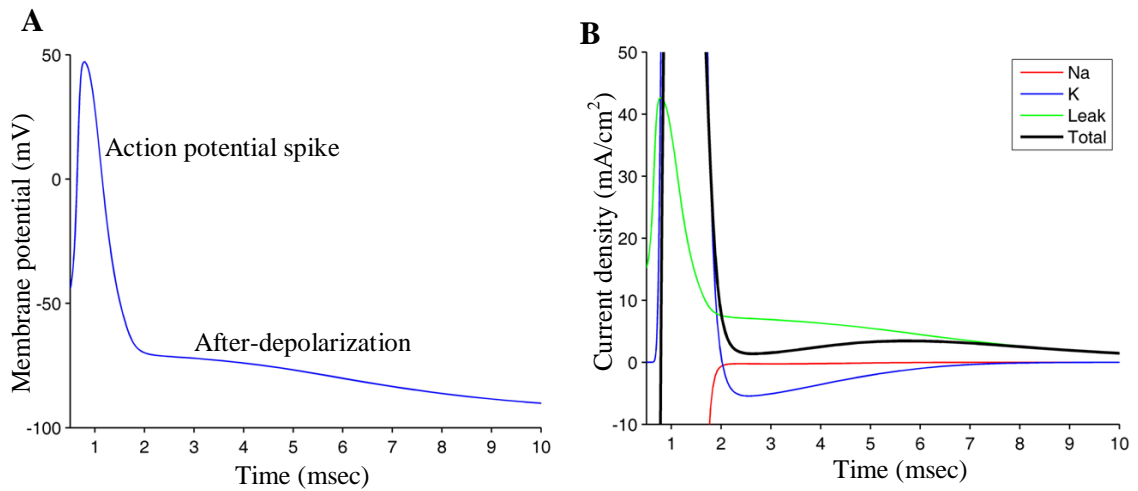 A
50
0
-50
-100
Membrane potential (mV)
Action potential spike
After-depolarization
1 2 3 4 5 6 7 8 9 10
Time (msec)
B
50
40
30
20
10
0
-10
Current density (mA/cm²)
Na
K
Leak
Total
1 2 3 4 5 6 7 8 9 10
Time (msec)